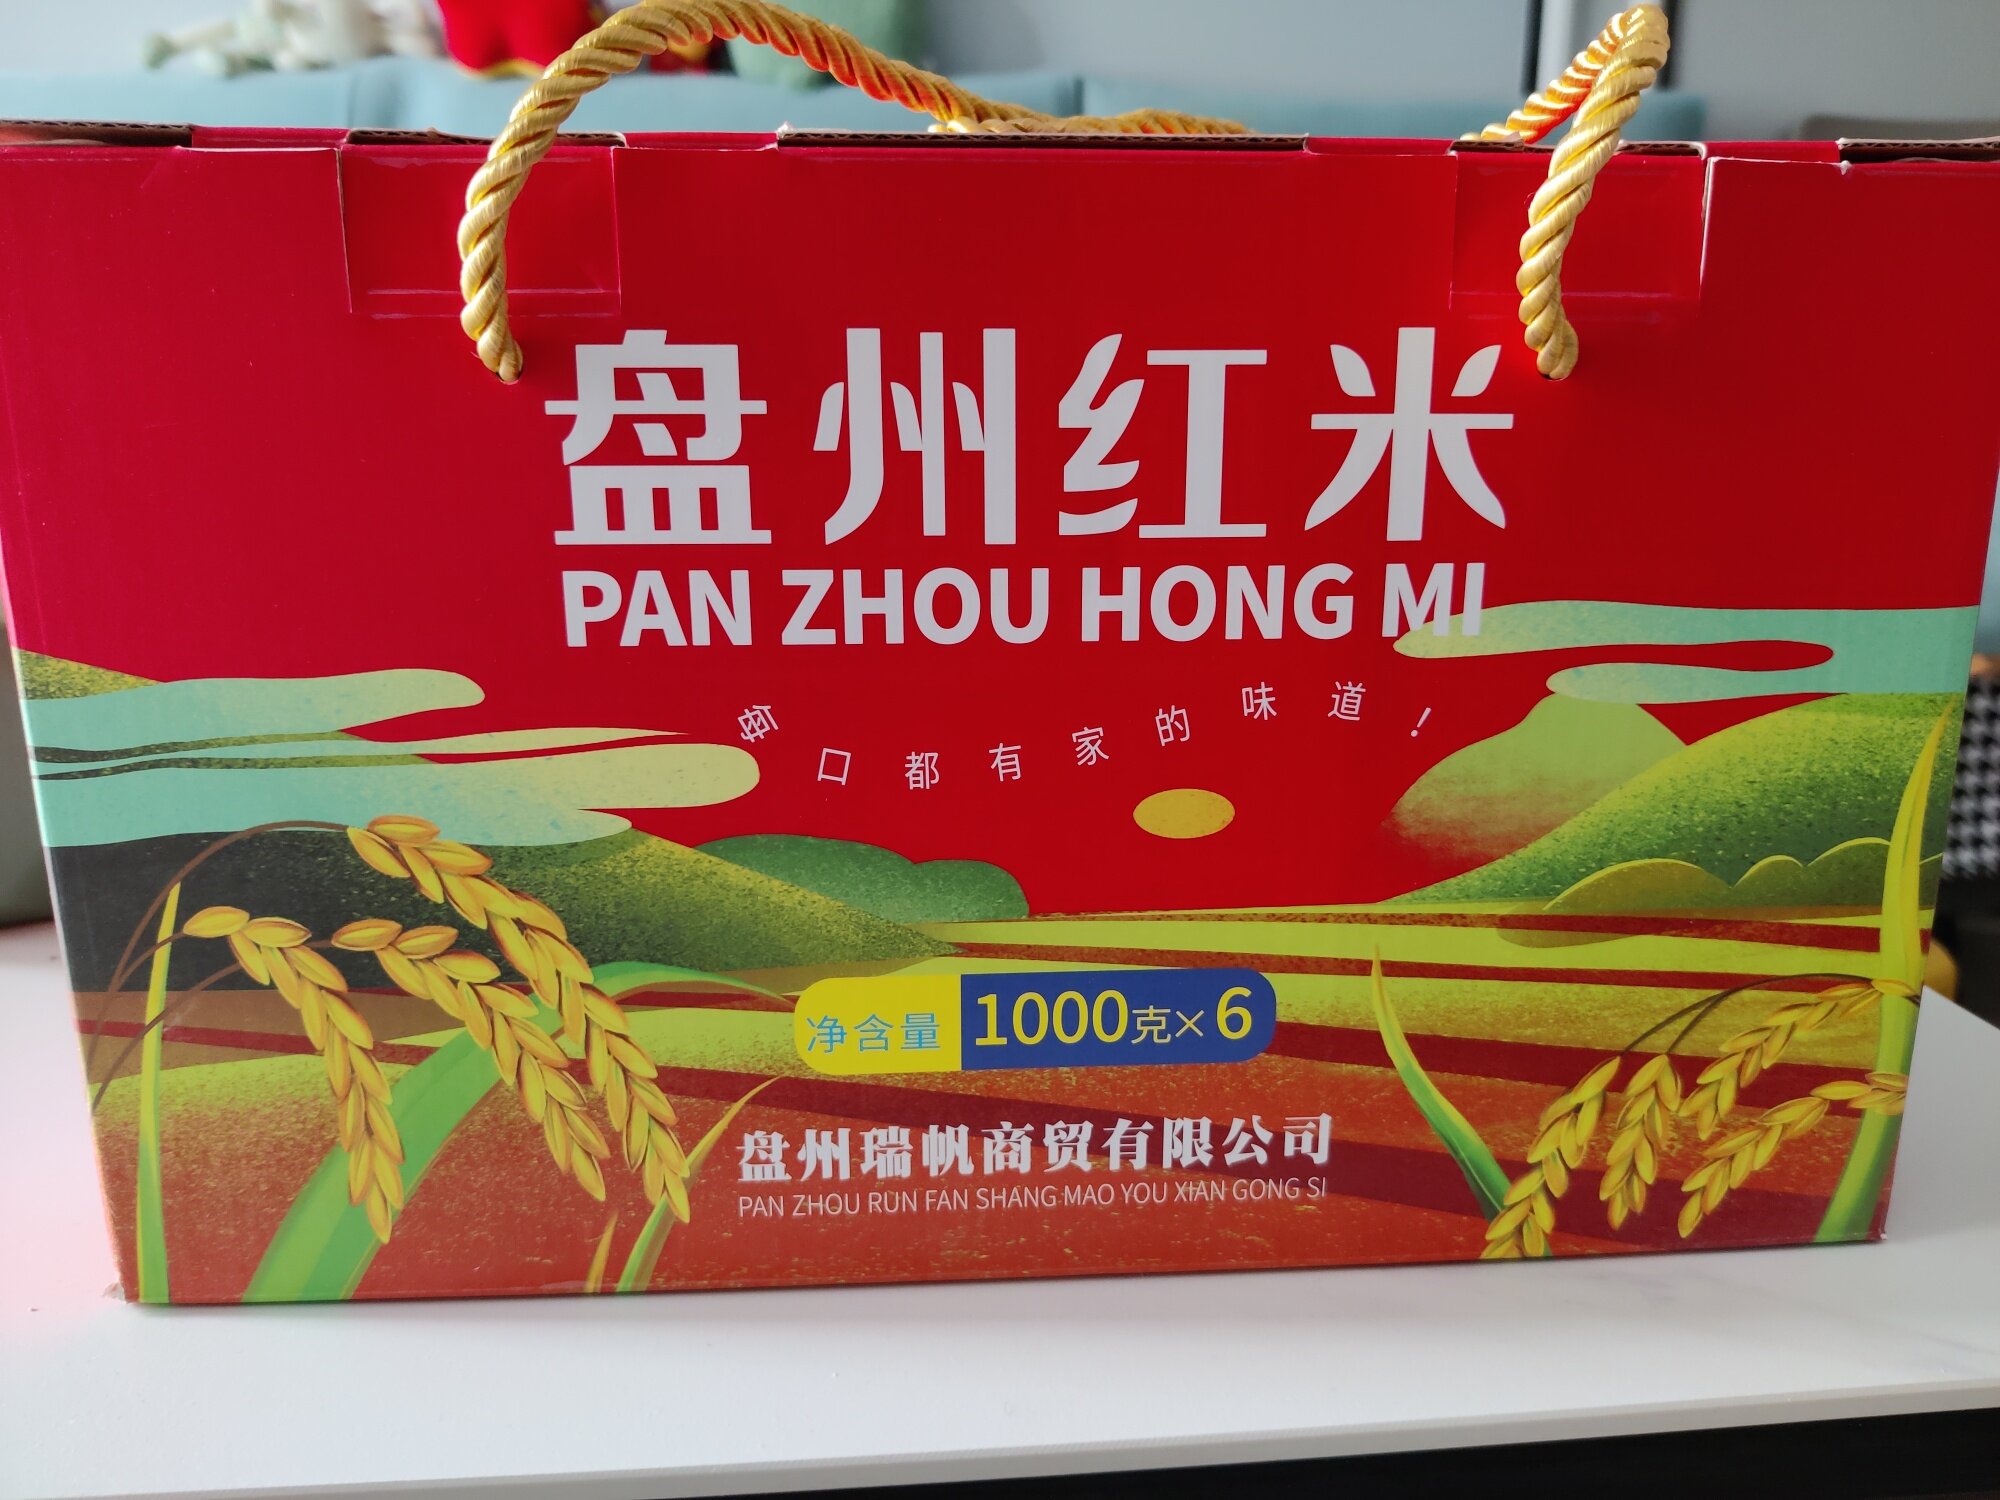 盘州红米
PAN ZHOU HONG MI
每口都有家的味道！
净含量 1000克×6
盘州瑞帆商贸有限公司
PAN ZHOU RUN FAN SHANG MAO YOU XIAN GONG SI